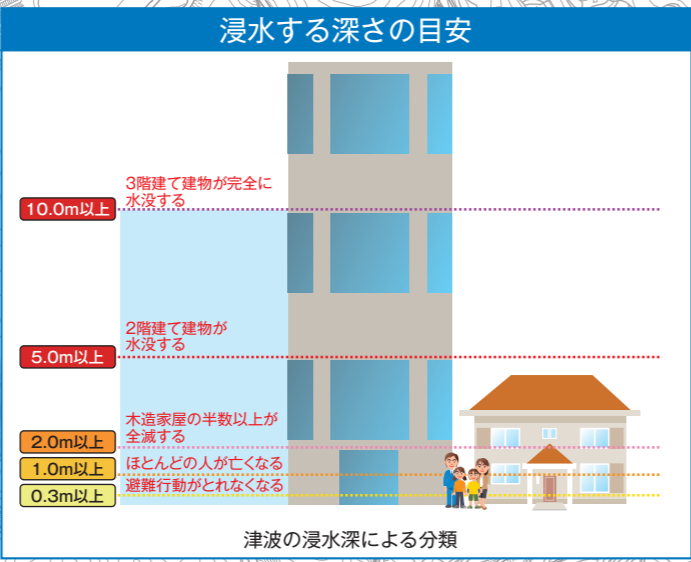 浸水する深さの目安
3階建て建物が完全に
水没する
10.0m以上
2階建て建物が
水没する
5.0m以上
木造家屋の半数以上が
全滅する
2.0m以上
ほとんどの人が亡くなる
1.0m以上
避難行動がとれなくなる
0.3m以上
津波の浸水深による分類